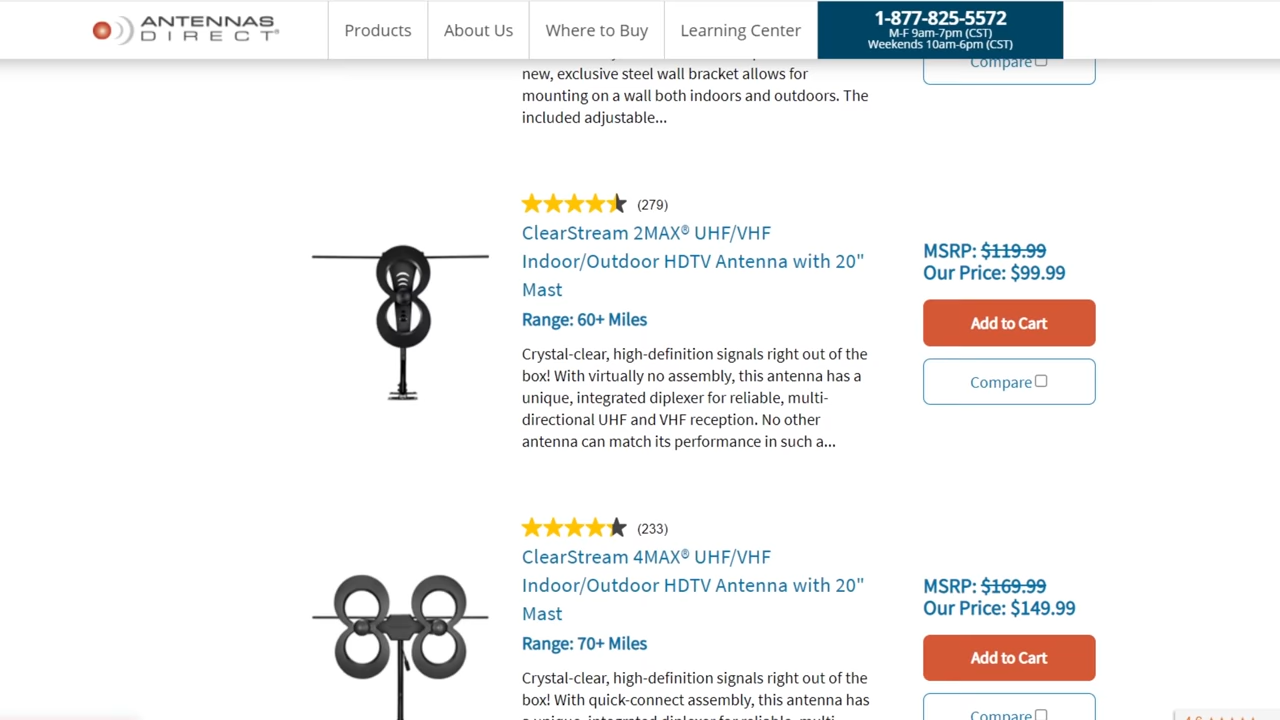 ANTENNAS
DIRECT®
Products
About Us
Where to Buy
Learning Center
1-877-825-5572
M-F 9am-7pm (CST)
Weekends 10am-6pm (CST)
new, exclusive steel wall bracket allows for
mounting on a wall both indoors and outdoors. The
included adjustable...
Compare
(279)
ClearStream 2MAX® UHF/VHF
Indoor/Outdoor HDTV Antenna with 20"
Mast
Range: 60+ Miles
Crystal-clear, high-definition signals right out of the
box! With virtually no assembly, this antenna has a
unique, integrated diplexer for reliable, multi-
directional UHF and VHF reception. No other
antenna can match its performance in such a...
MSRP: $119.99
Our Price: $99.99
Add to Cart
Compare
(233)
ClearStream 4MAX® UHF/VHF
Indoor/Outdoor HDTV Antenna with 20"
Mast
Range: 70+ Miles
Crystal-clear, high-definition signals right out of the
box! With quick-connect assembly, this antenna has
a unique, integrated diplexer for reliable, multi-
MSRP: $169.99
Our Price: $149.99
Add to Cart
Compare